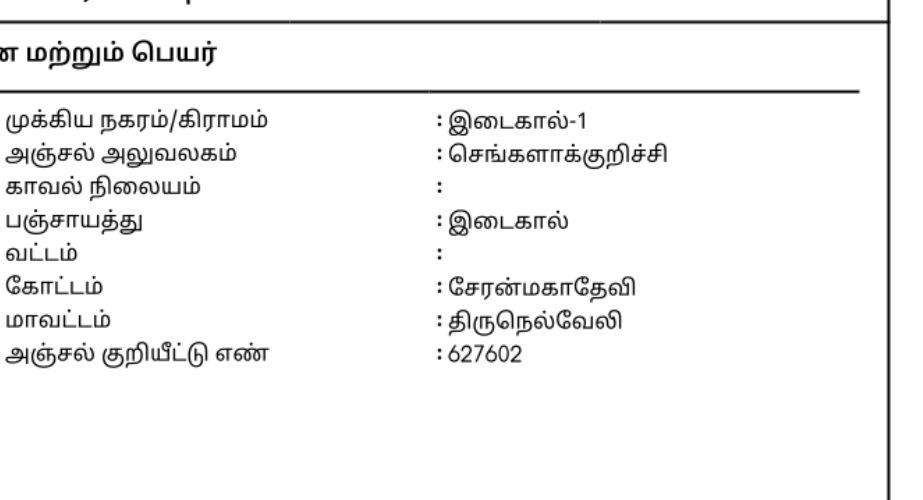 மற்றும் பெயர்
முக்கிய நகரம்/கிராமம் : இடைகால்-1
அஞ்சல் அலுவலகம் : செங்களாக்குறிச்சி
காவல் நிலையம் :
பஞ்சாயத்து : இடைகால்
வட்டம் :
கோட்டம் : சேரன்மகாதேவி
மாவட்டம் : திருநெல்வேலி
அஞ்சல் குறியீட்டு எண் : 627602